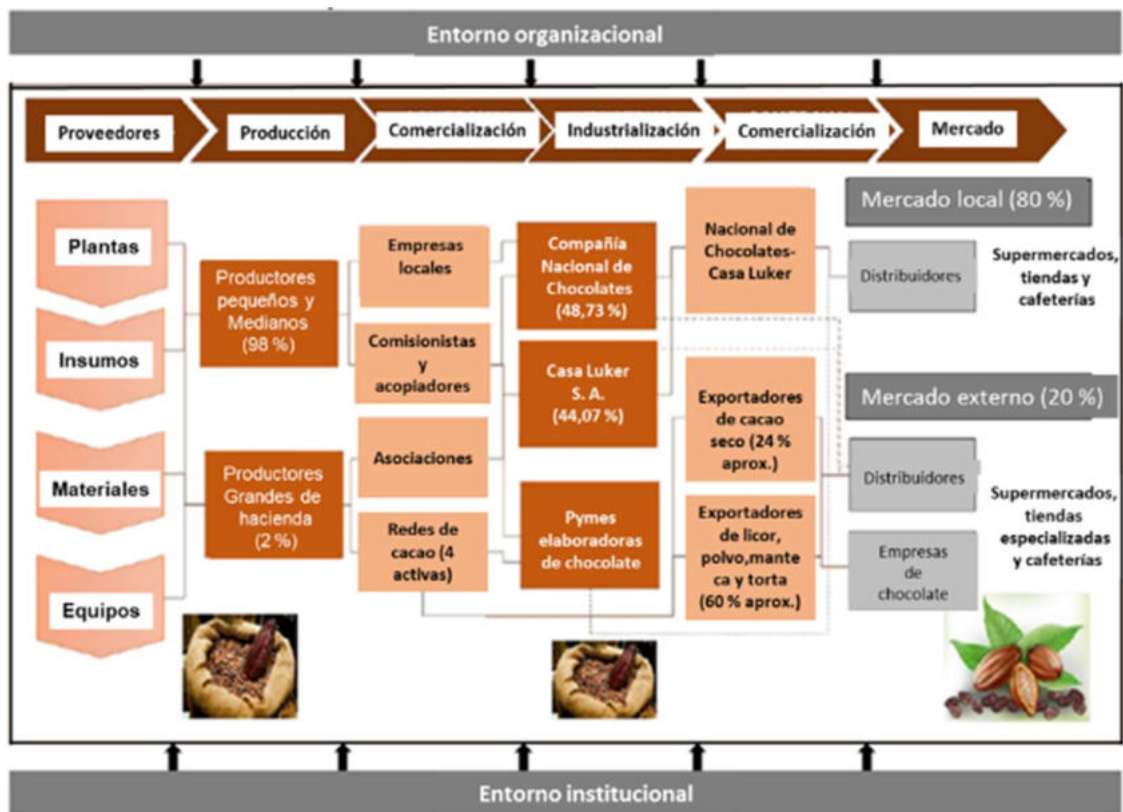 Entorno organizacional
Proveedores
Producción
Comercialización
Industrialización
Comercialización
Mercado
Plantas
Insumos
Materiales
Equipos
Productores
pequeños y
Medianos
(98 %)
Productores
Grandes de
hacienda
(2 %)
Empresas
locales
Comisionistas
y
acopiadores
Asociaciones
Redes de
cacao (4
activas)
Compañía
Nacional de
Chocolates
(48,73 %)
Casa Luker
S. A.
(44,07 %)
Pymes
elaboradoras
de chocolate
Nacional de
Chocolates-
Casa Luker
Exportadores
de cacao
seco (24 %
aprox.)
Exportadores
de licor,
polvo,mante
ca y torta
(60 % aprox.)
Mercado local (80 %)
Distribuidores
Supermercados,
tiendas y
cafeterías
Mercado externo (20 %)
Distribuidores
Empresas
de
chocolate
Supermercados,
tiendas
especializadas
y cafeterías
Entorno institucional